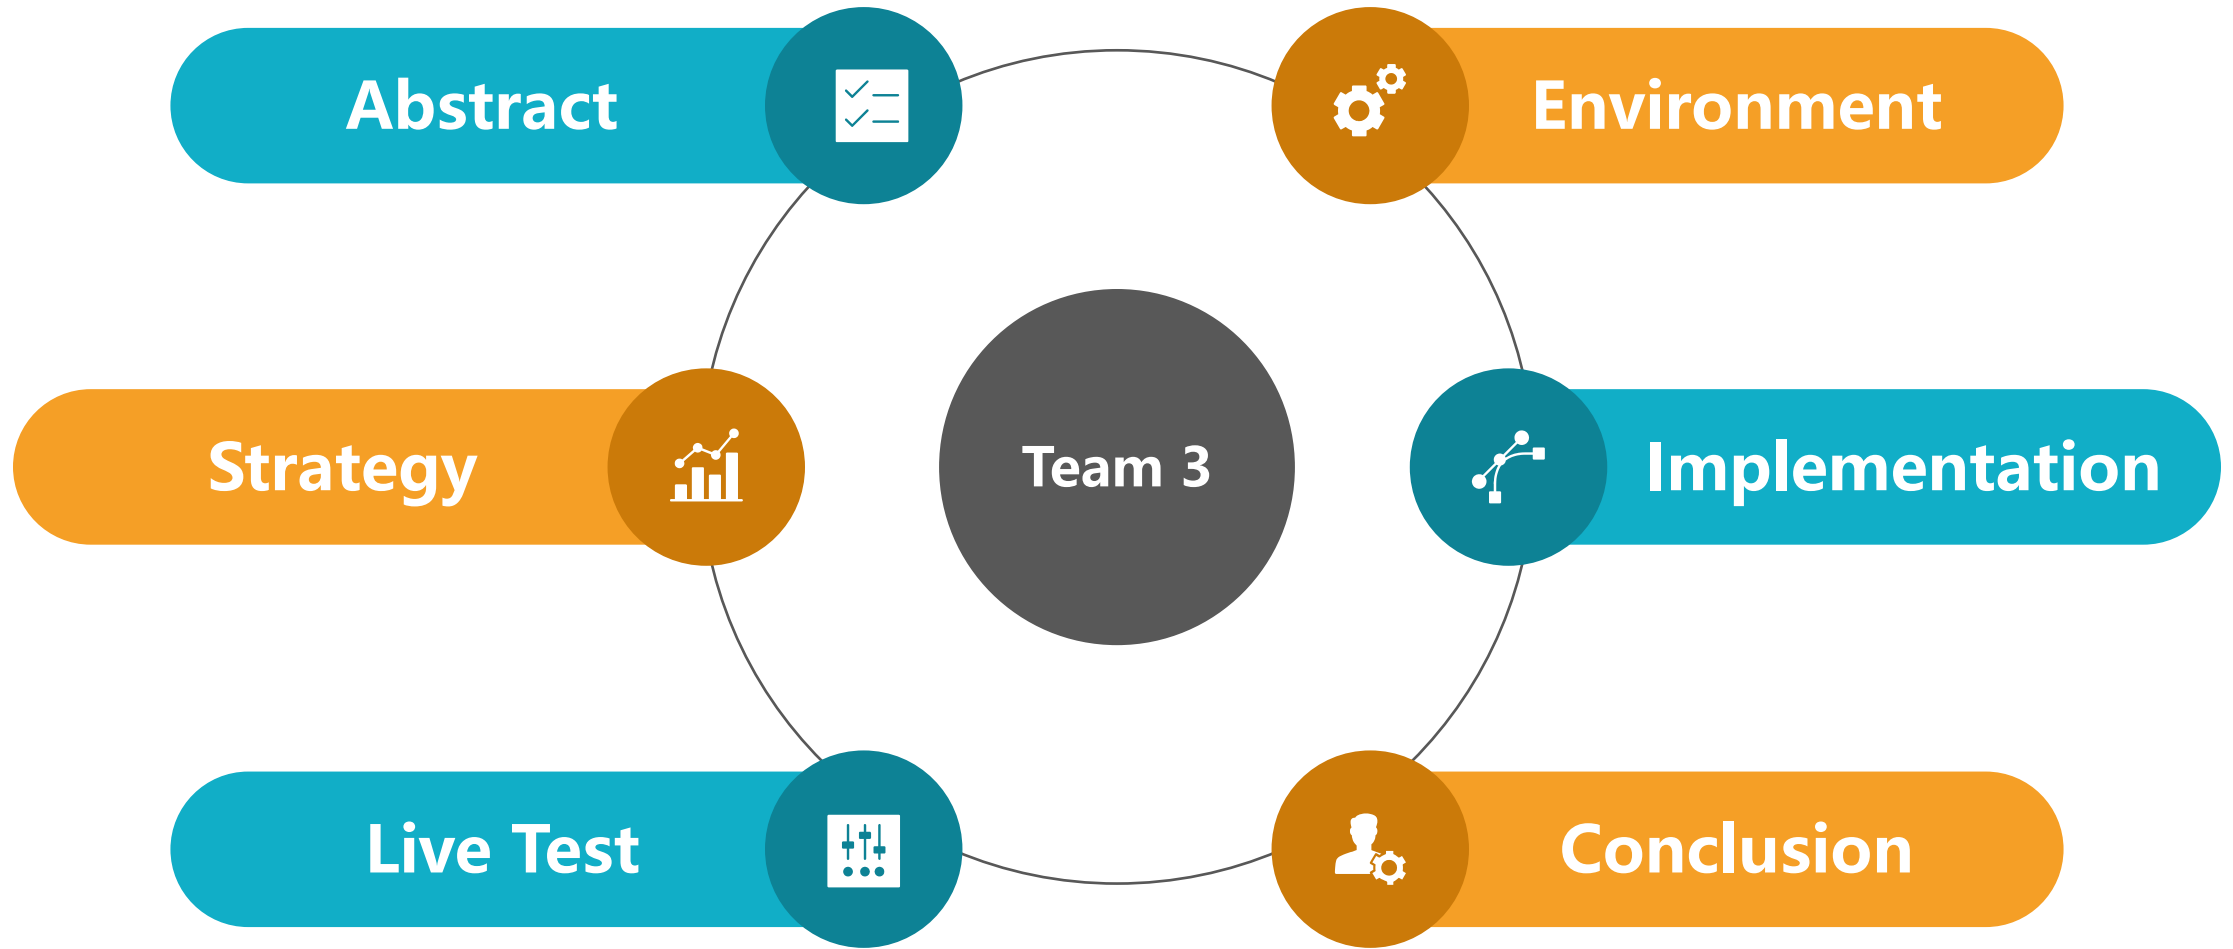 Abstract
Environment
Strategy
Team 3
Implementation
Live Test
Conclusion